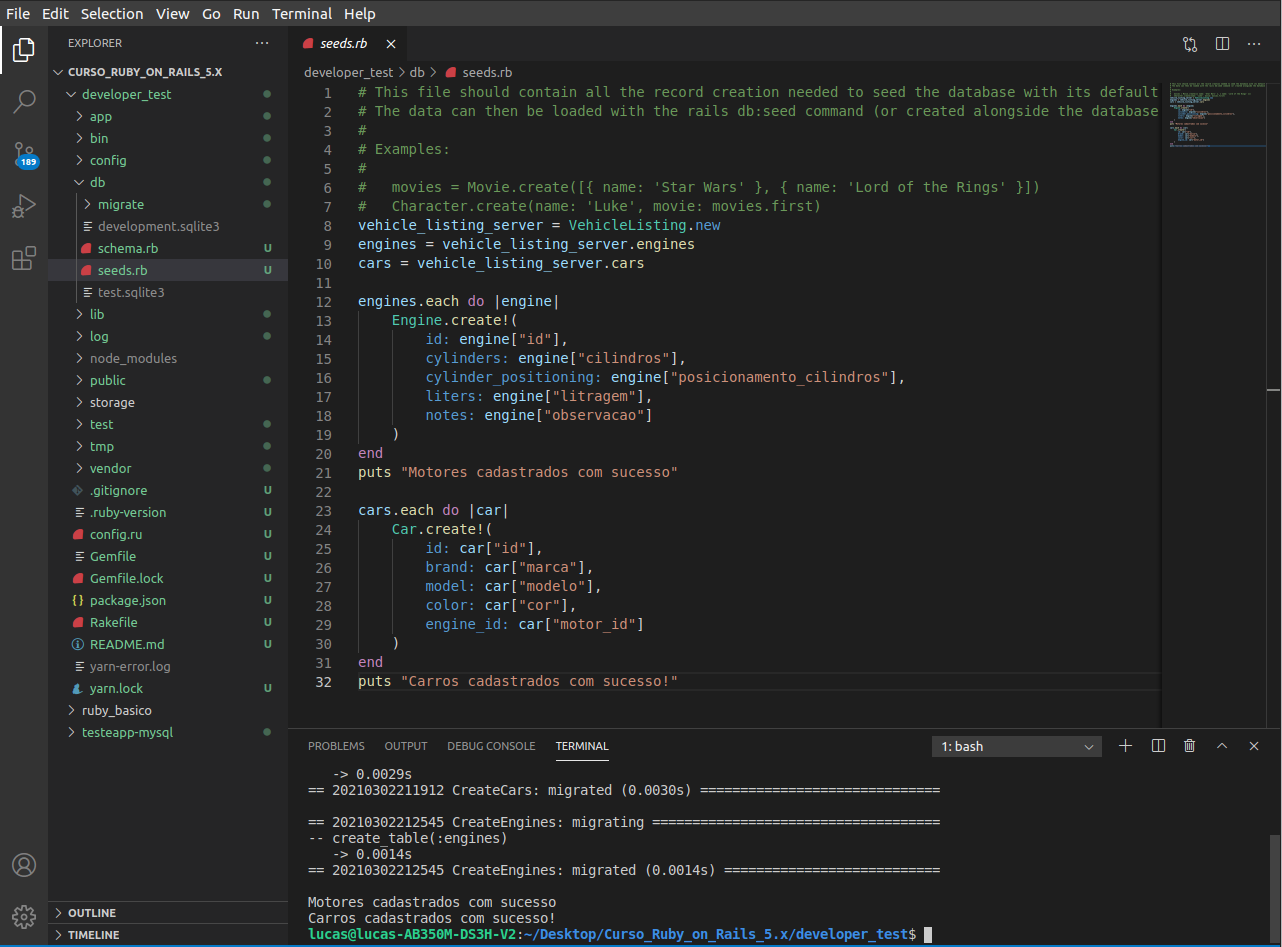 File Edit Selection View Go Run Terminal Help
EXPLORER
CURSO_RUBY_ON_RAILS_5.X
developer_test
app
bin
config
db
migrate
development.sqlite3
schema.rb U
seeds.rb U
test.sqlite3
lib
log
node_modules
public
storage
test
tmp
vendor
.gitignore U
.ruby-version U
config.ru U
Gemfile U
Gemfile.lock U
package.json U
Rakefile U
README.md U
yarn-error.log
yarn.lock U
ruby_basico
testeapp-mysql
OUTLINE
TIMELINE
189
seeds.rb
developer_test > db > seeds.rb
1 # This file should contain all the record creation needed to seed the database with its default
2 # The data can then be loaded with the rails db:seed command (or created alongside the database
3 #
4 # Examples:
5 #
6 #   movies = Movie.create([{ name: 'Star Wars' }, { name: 'Lord of the Rings' }])
7 #   Character.create(name: 'Luke', movie: movies.first)
8 vehicle_listing_server = VehicleListing.new
9 engines = vehicle_listing_server.engines
10 cars = vehicle_listing_server.cars
11
12 engines.each do |engine|
13     Engine.create!(
14         id: engine["id"],
15         cylinders: engine["cilindros"],
16         cylinder_positioning: engine["posicionamento_cilindros"],
17         liters: engine["litragem"],
18         notes: engine["observacao"]
19     )
20 end
21 puts "Motores cadastrados com sucesso"
22
23 cars.each do |car|
24     Car.create!(
25         id: car["id"],
26         brand: car["marca"],
27         model: car["modelo"],
28         color: car["cor"],
29         engine_id: car["motor_id"]
30     )
31 end
32 puts "Carros cadastrados com sucesso!"
PROBLEMS OUTPUT DEBUG CONSOLE TERMINAL
1: bash
   -> 0.0029s
== 20210302211912 CreateCars: migrated (0.0030s) ==============================
== 20210302212545 CreateEngines: migrating ====================================
-- create_table(:engines)
   -> 0.0014s
== 20210302212545 CreateEngines: migrated (0.0014s) ===========================
Motores cadastrados com sucesso
Carros cadastrados com sucesso!
lucas@lucas-AB350M-DS3H-V2:~/Desktop/Curso_Ruby_on_Rails_5.x/developer_test$